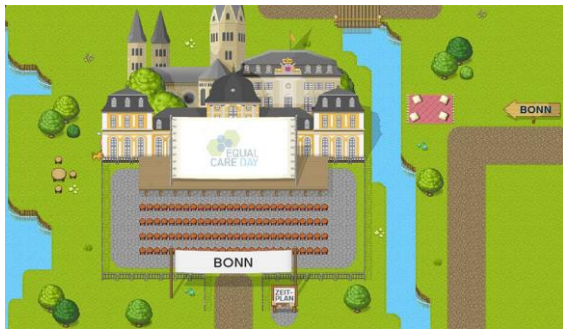 EQUAL
CARE DAY
BONN
BONN
ZEIT-
PLAN